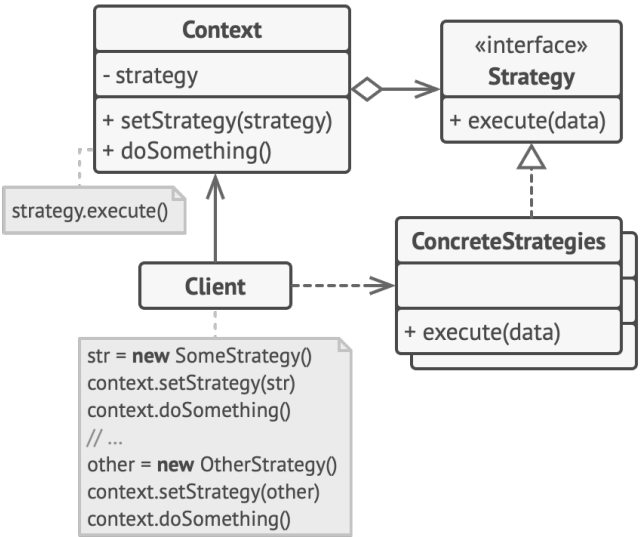 Context
- strategy
+ setStrategy(strategy)
+ doSomething()
strategy.execute()
«interface»
Strategy
+ execute(data)
ConcreteStrategies
+ execute(data)
Client
str = new SomeStrategy()
context.setStrategy(str)
context.doSomething()
// ...
other = new OtherStrategy()
context.setStrategy(other)
context.doSomething()